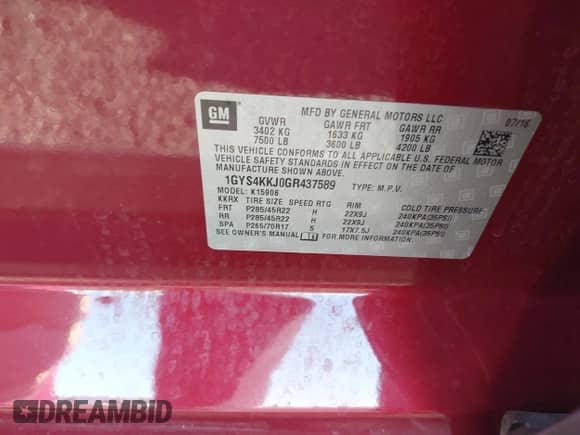 GM
MFD BY GENERAL MOTORS LLC
07/16
GVWR GAWR FRT GAWR RR
3402 KG 1633 KG 1905 KG
7500 LB 3600 LB 4200 LB
THIS VEHICLE CONFORMS TO ALL APPLICABLE U.S. FEDERAL MOTOR
VEHICLE SAFETY STANDARDS IN EFFECT ON THE DATE OF
MANUFACTURE SHOWN ABOVE.
1GYS4KKJ0GR437589 TYPE: M.P.V.
MODEL: K15906
KKRX TIRE SIZE SPEED RTG RIM COLD TIRE PRESSURE
FRT P285/45R22 H 22X9J 240KPA(35PSI)
RR P285/45R22 H 22X9J 240KPA(35PSI)
SPA P265/70R17 S 17X7.5J 240KPA(35PSI)
SEE OWNER'S MANUAL FOR MORE INFORMATION.
DREAMBID